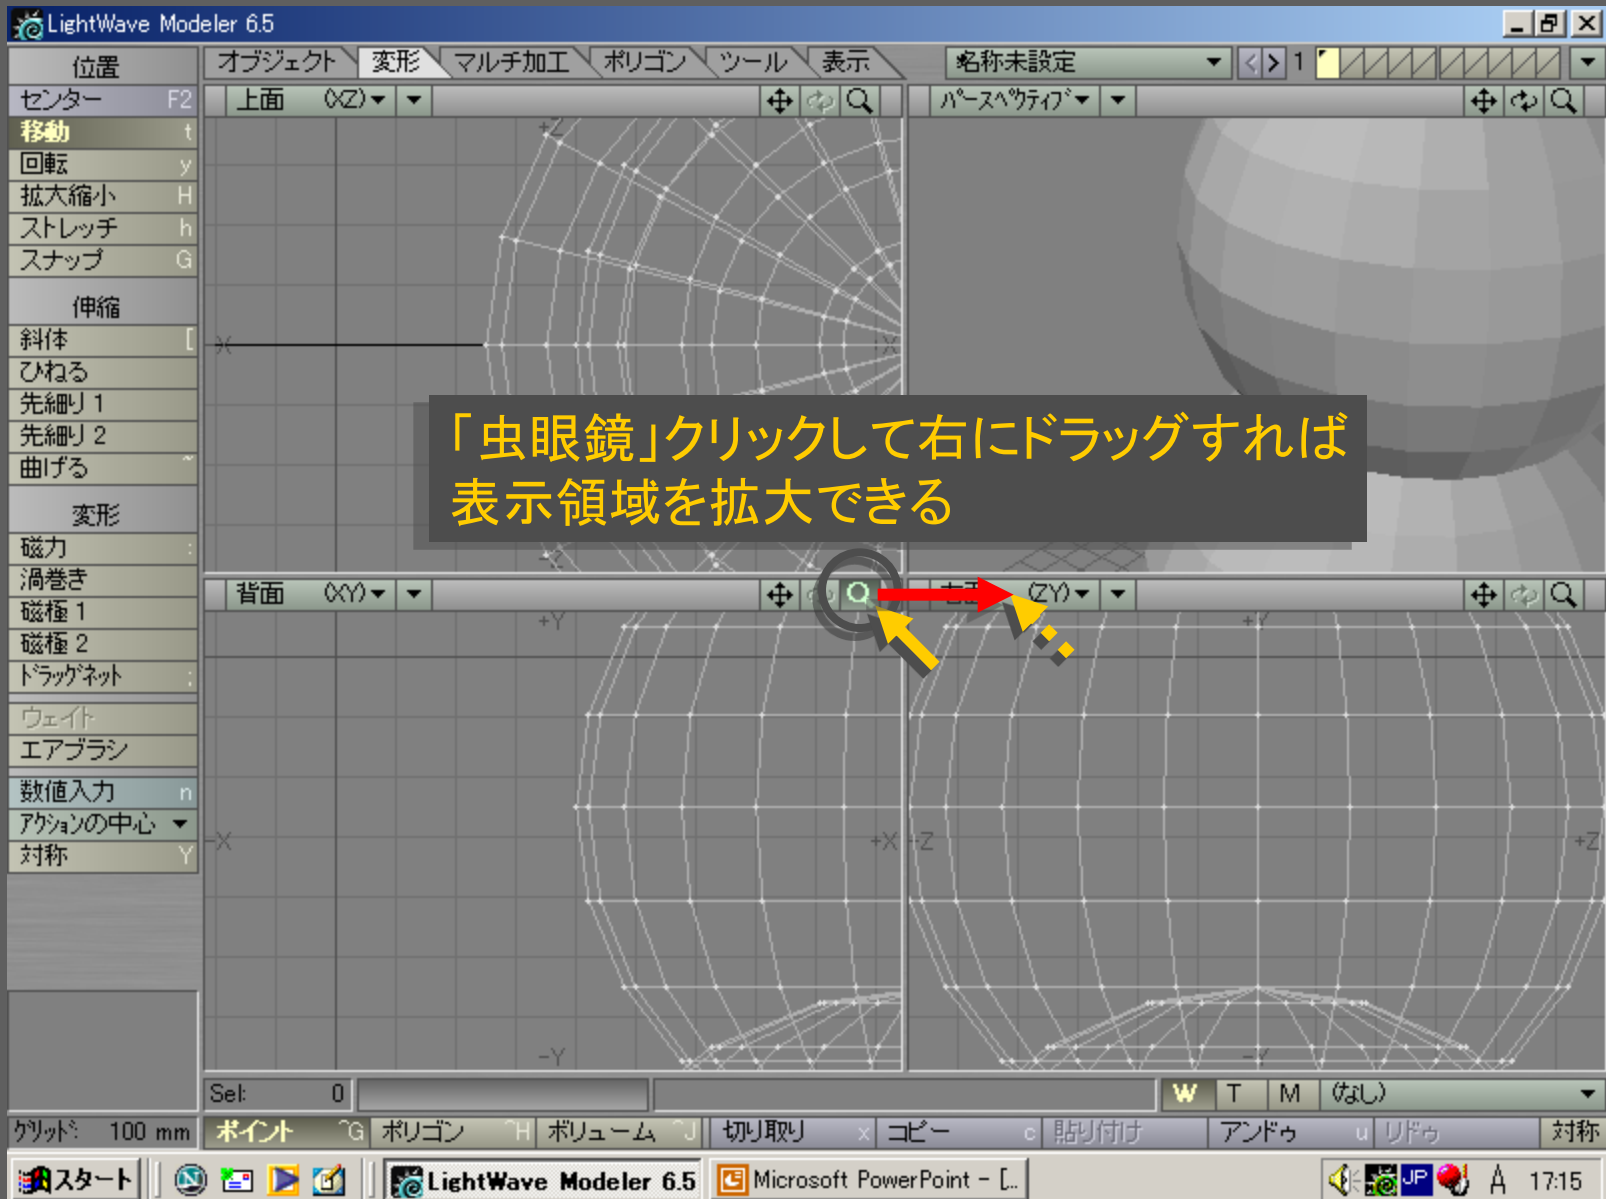 LightWave Modeler 6.5
位置 オブジェクト 変形 マルチ加工 ポリゴン ツール 表示 名称未設定 < > 1
センター F2
上面 (XZ)
パースペクティブ
移動 t
回転 y
拡大縮小 H
ストレッチ h
スナップ G
伸縮
斜体 [
ひねる
先細り 1
先細り 2
曲げる ~
変形
磁力 :
渦巻き
磁極 1
磁極 2
ドラッグネット ;
ウェイト
エアブラシ
数値入力 n
アクションの中心
対称 Y
+Z
-X
+X
-Z
「虫眼鏡」クリックして右にドラッグすれば
表示領域を拡大できる
背面 (XY)
右面 (ZY)
+Y
+Y
-X
+X
-Z
+Z
-Y
-Y
Sel: 0
W T M (なし)
グリッド: 100 mm
ポイント ^G ポリゴン ^H ボリューム ^J 切り取り x コピー c 貼り付け v アンドゥ u リドゥ 対称
スタート LightWave Modeler 6.5 Microsoft PowerPoint - [... JP A 17:15